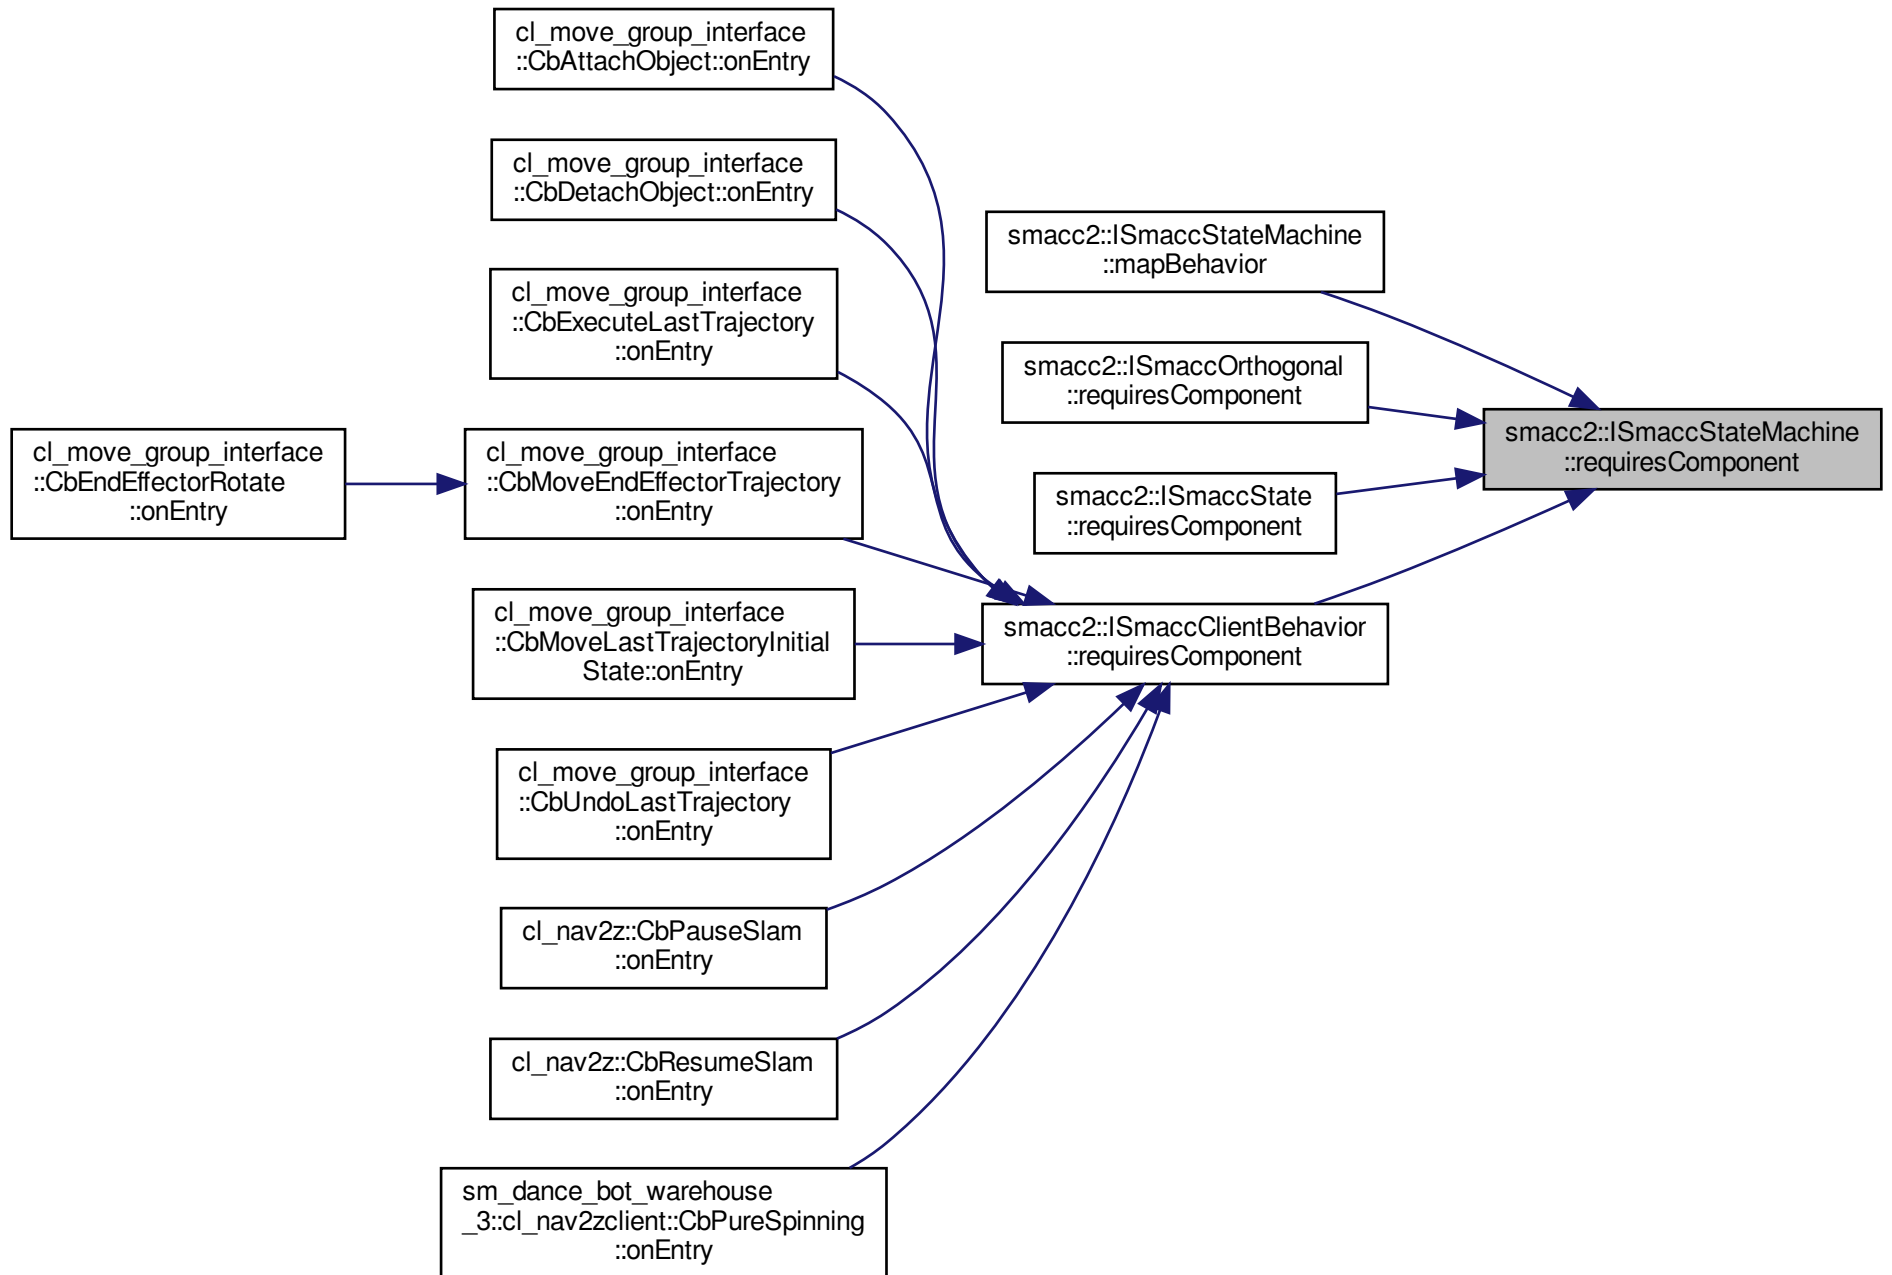 cl_move_group_interface
::CbAttachObject::onEntry
cl_move_group_interface
::CbDetachObject::onEntry
cl_move_group_interface
::CbExecuteLastTrajectory
::onEntry
cl_move_group_interface
::CbEndEffectorRotate
::onEntry
cl_move_group_interface
::CbMoveEndEffectorTrajectory
::onEntry
cl_move_group_interface
::CbMoveLastTrajectoryInitial
State::onEntry
cl_move_group_interface
::CbUndoLastTrajectory
::onEntry
cl_nav2z::CbPauseSlam
::onEntry
cl_nav2z::CbResumeSlam
::onEntry
sm_dance_bot_warehouse
_3::cl_nav2zclient::CbPureSpinning
::onEntry
smacc2::ISmaccStateMachine
::mapBehavior
smacc2::ISmaccOrthogonal
::requiresComponent
smacc2::ISmaccState
::requiresComponent
smacc2::ISmaccClientBehavior
::requiresComponent
smacc2::ISmaccStateMachine
::requiresComponent